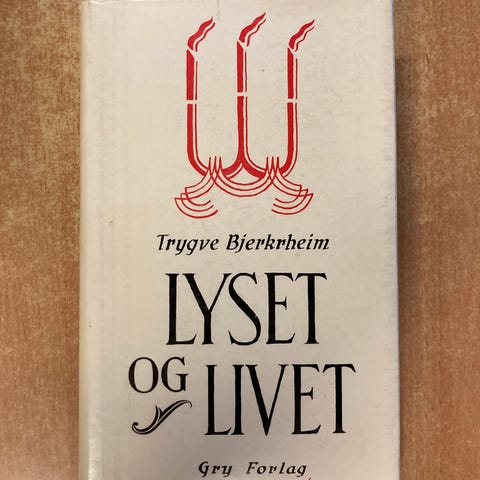 Trygve Bjerkrheim
LYSET
OG LIVET
Gry Forlag